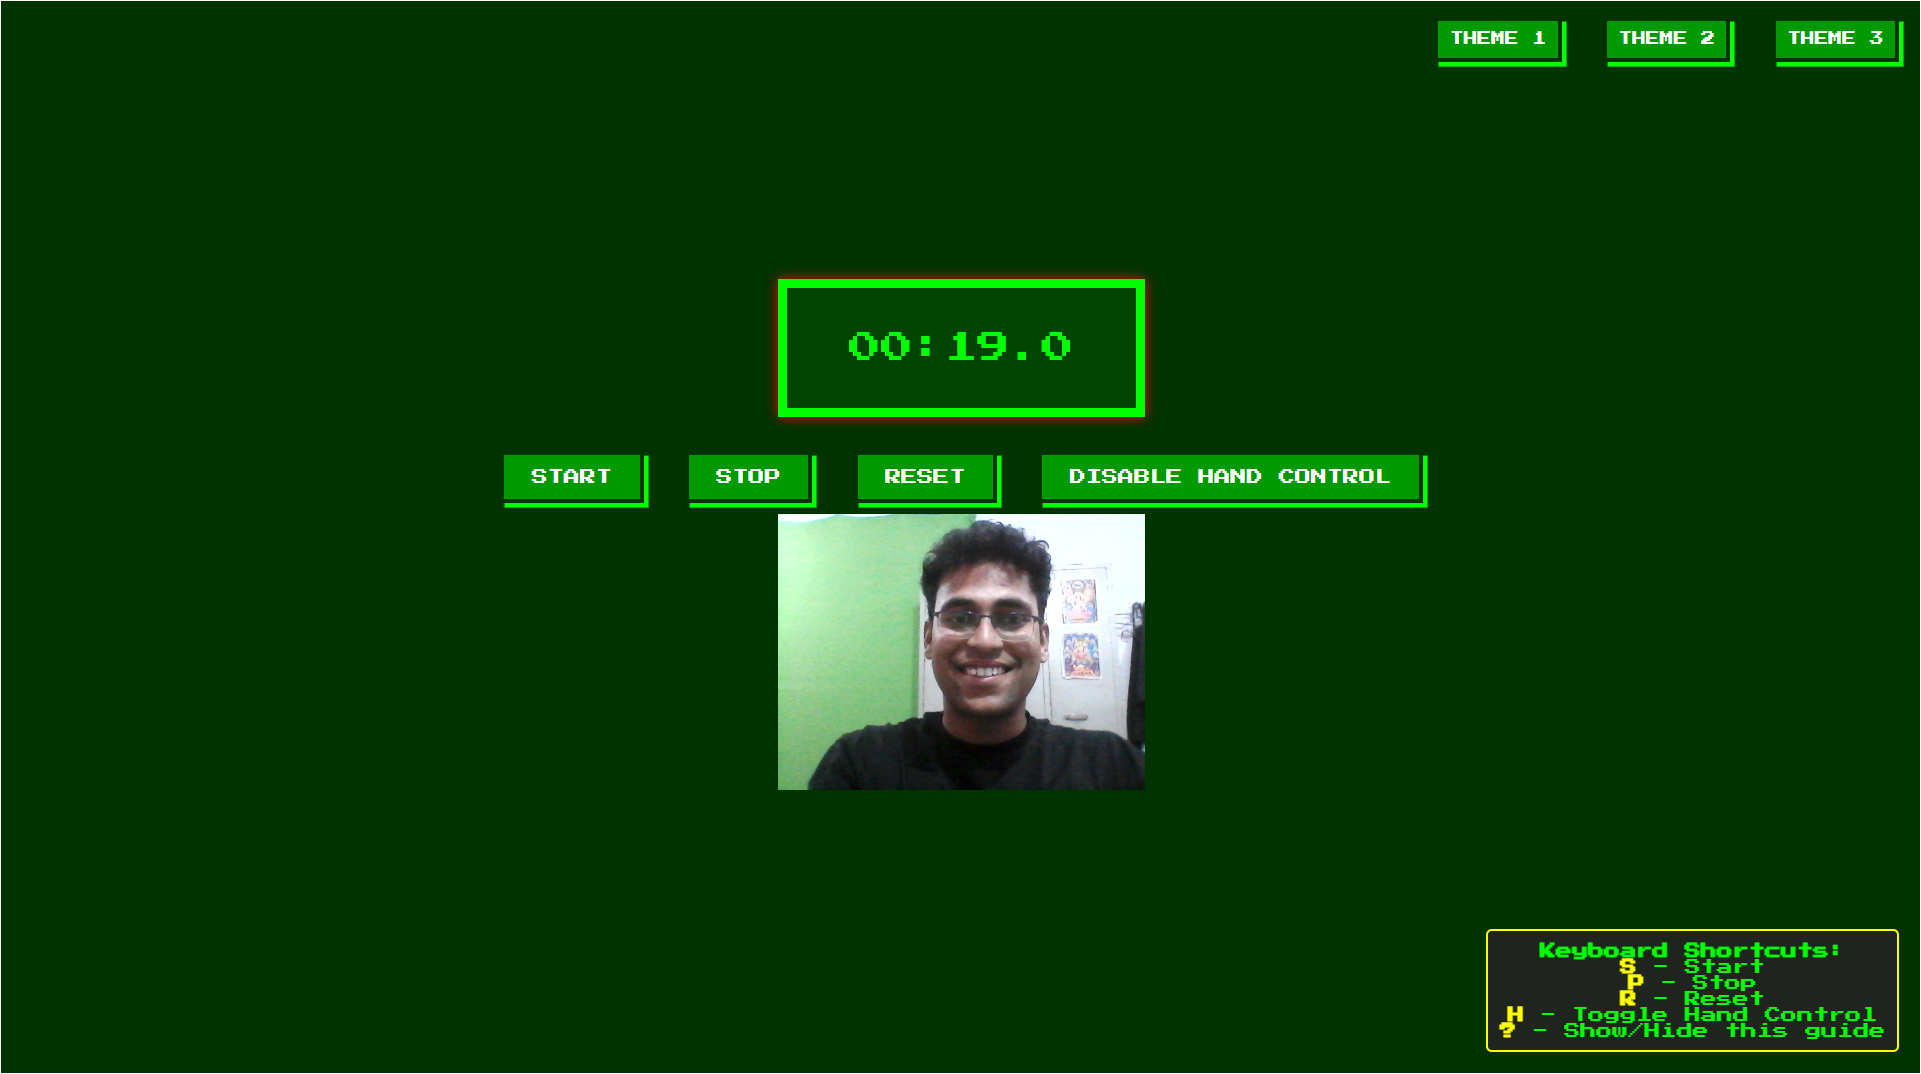 THEME 1 THEME 2 THEME 3
00:19.0
START STOP RESET DISABLE HAND CONTROL
Keyboard Shortcuts:
S - Start
P - Stop
R - Reset
H - Toggle Hand Control
? - Show/Hide this guide